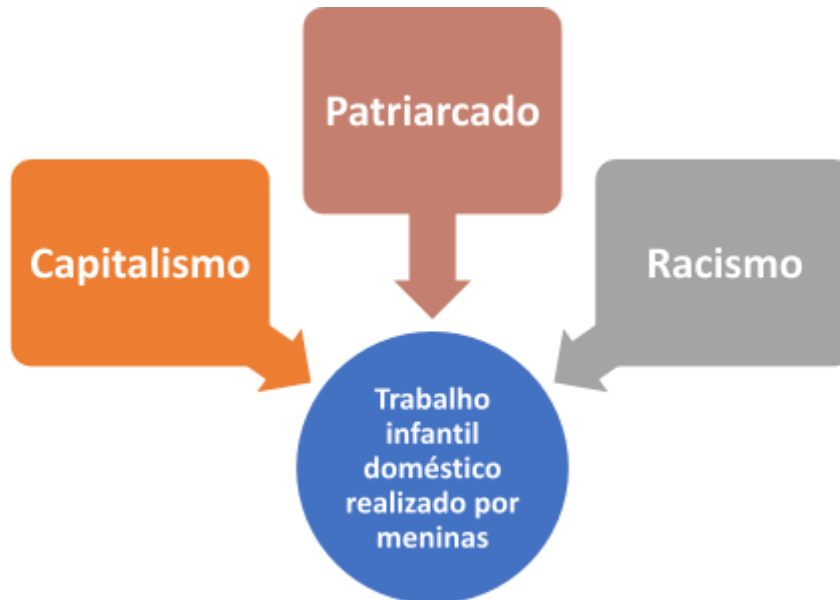 Patriarcado
Capitalismo
Racismo
Trabalho
infantil
doméstico
realizado por
meninas